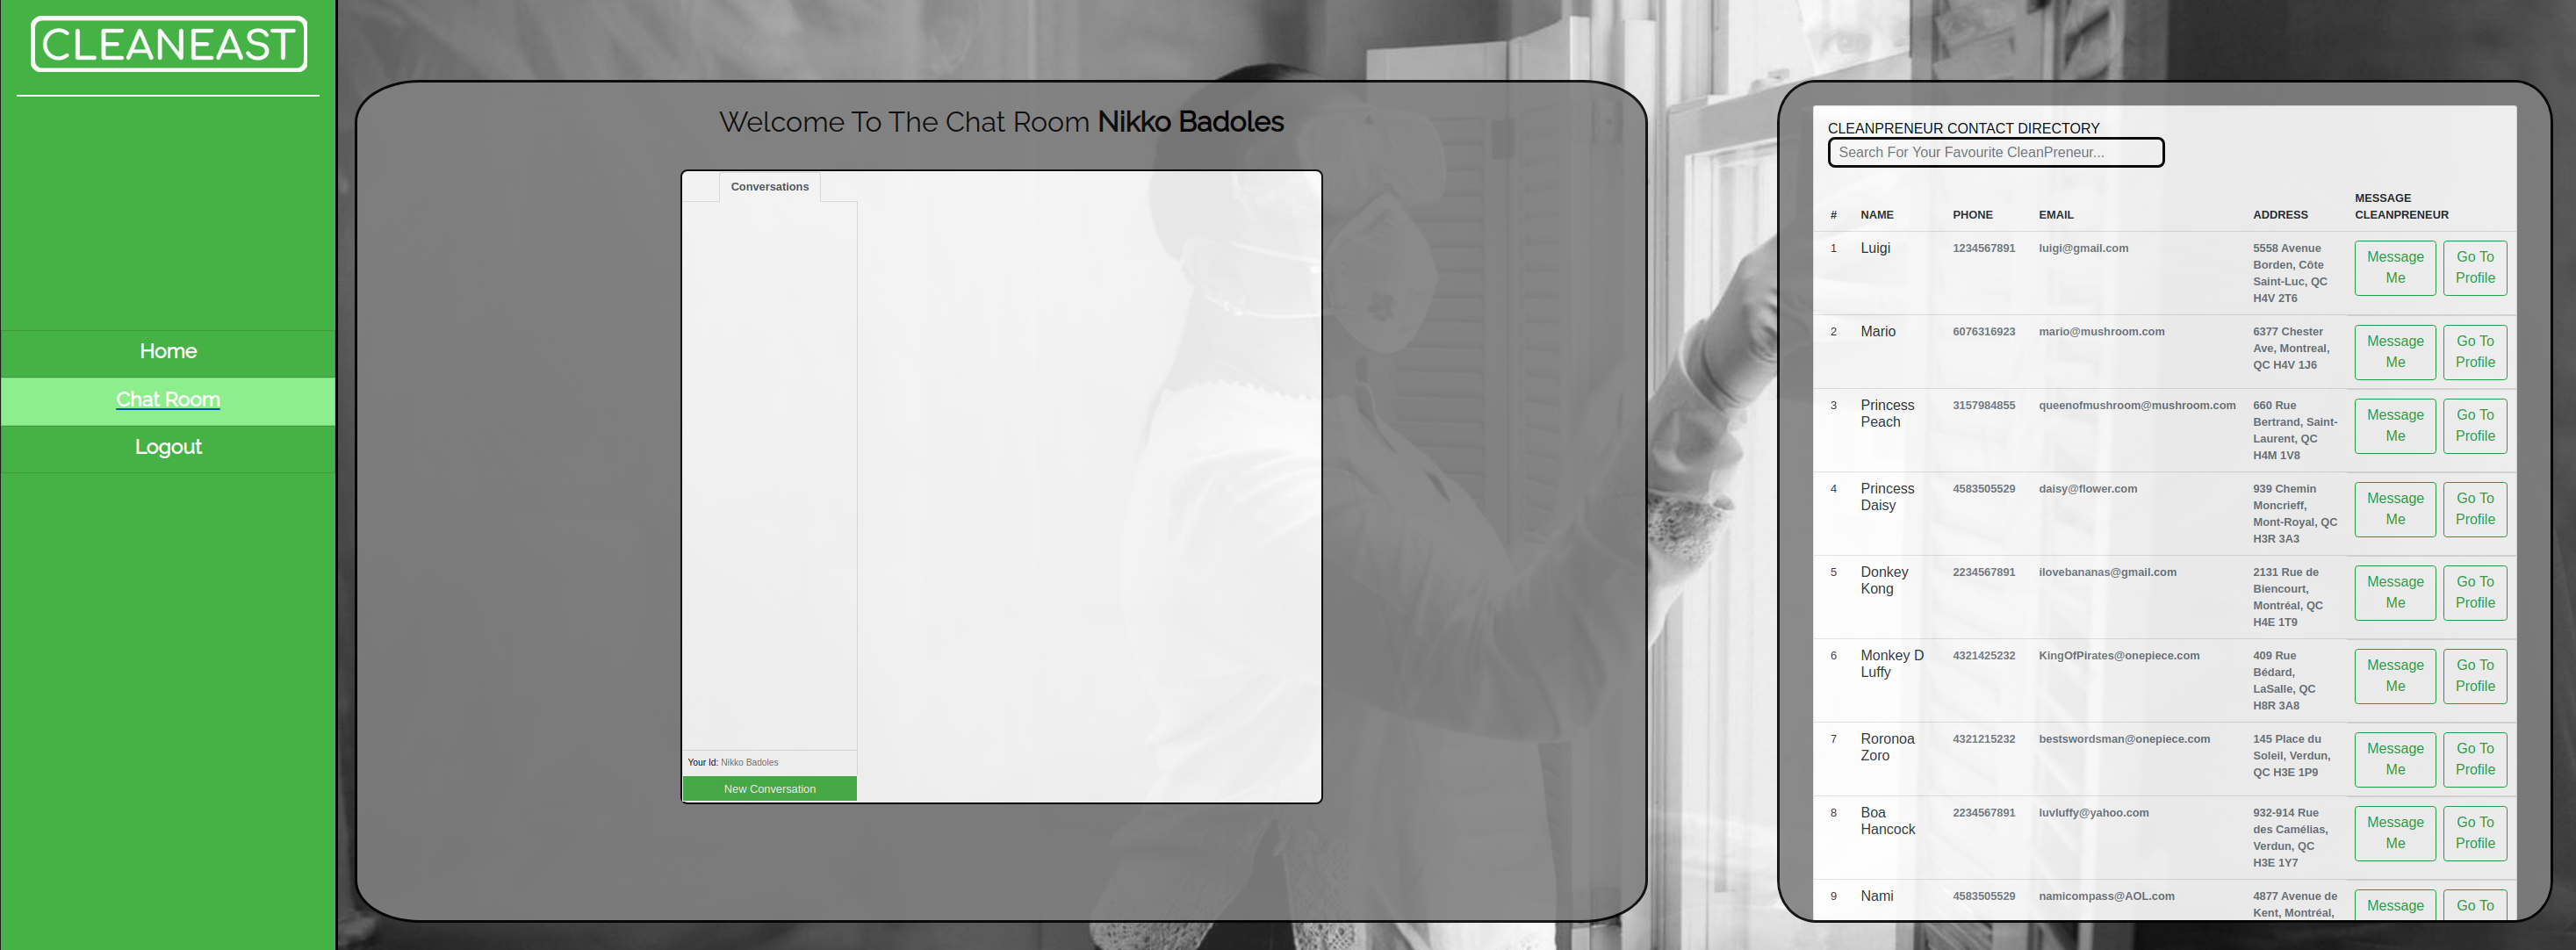 CLEANEAST
Home
Chat Room
Logout
Welcome To The Chat Room Nikko Badoles
Conversations
Your Id: Nikko Badoles
New Conversation
CLEANPRENEUR CONTACT DIRECTORY
Search For Your Favourite CleanPreneur...
MESSAGE
# NAME PHONE EMAIL ADDRESS CLEANPRENEUR
1 Luigi 1234567891 luigi@gmail.com 5558 Avenue Message Go To
Borden, Côte Me Profile
Saint-Luc, QC
H4V 2T6
2 Mario 6076316923 mario@mushroom.com 6377 Chester Message Go To
Ave, Montreal, Me Profile
QC H4V 1J6
3 Princess 3157984855 queenofmushroom@mushroom.com 660 Rue Message Go To
Peach Bertrand, Saint- Me Profile
Laurent, QC
H4M 1V8
4 Princess 4583505529 daisy@flower.com 939 Chemin Message Go To
Daisy Moncrieff, Me Profile
Mont-Royal, QC
H3R 3A3
5 Donkey 2234567891 ilovebananas@gmail.com 2131 Rue de Message Go To
Kong Biencourt, Me Profile
Montréal, QC
H4E 1T9
6 Monkey D 4321425232 KingOfPirates@onepiece.com 409 Rue Message Go To
Luffy Bédard, Me Profile
LaSalle, QC
H8R 3A8
7 Roronoa 4321215232 bestswordsman@onepiece.com 145 Place du Message Go To
Zoro Soleil, Verdun, Me Profile
QC H3E 1P9
8 Boa 2234567891 luvluffy@yahoo.com 932-914 Rue Message Go To
Hancock des Camélias, Me Profile
Verdun, QC
H3E 1Y7
9 Nami 4583505529 namicompass@AOL.com 4877 Avenue de Message Go To
Kent, Montréal,